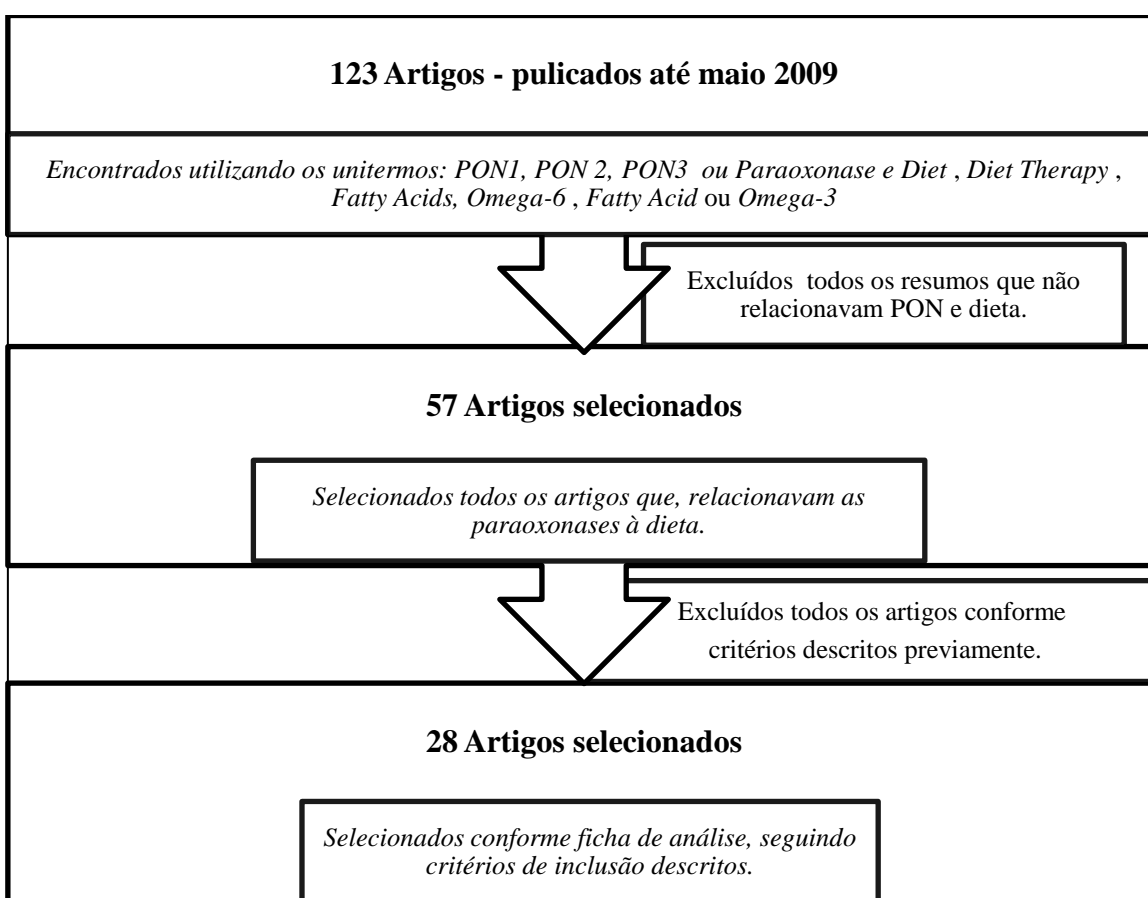 123 Artigos - pulicados até maio 2009
Encontrados utilizando os unitermos: PON1, PON 2, PON3 ou Paraoxonase e Diet , Diet Therapy ,
Fatty Acids, Omega-6 , Fatty Acid ou Omega-3
Excluídos todos os resumos que não
relacionavam PON e dieta.
57 Artigos selecionados
Selecionados todos os artigos que, relacionavam as
paraoxonases à dieta.
Excluídos todos os artigos conforme
critérios descritos previamente.
28 Artigos selecionados
Selecionados conforme ficha de análise, seguindo
critérios de inclusão descritos.